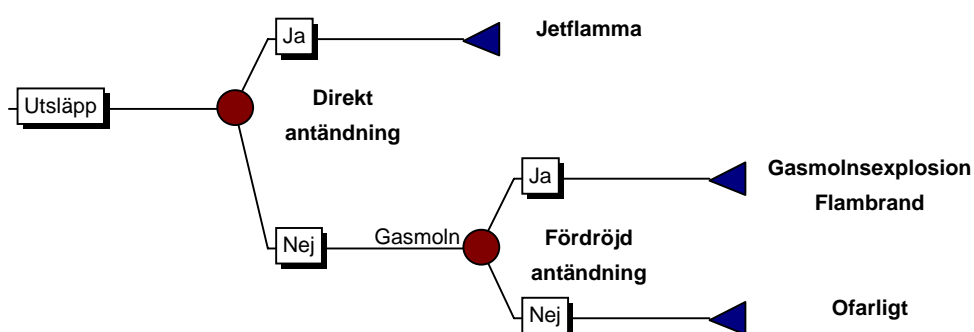 Utsläpp
Ja
Jetflamma
Direkt
antändning
Nej
Gasmoln
Ja
Gasmolnsexplosion
Flambrand
Fördröjd
antändning
Nej
Ofarligt